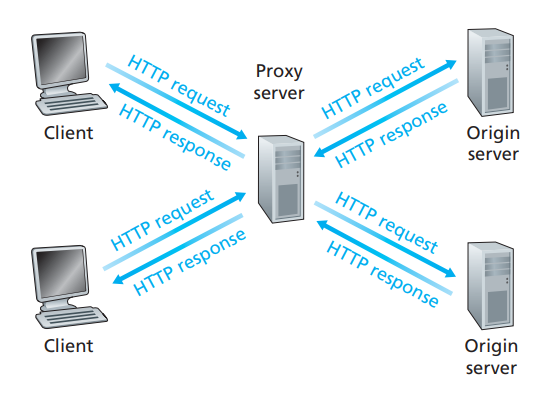 HTTP request
HTTP response
Client
Proxy
server
HTTP request
HTTP response
Origin
server
HTTP request
HTTP response
Client
HTTP request
HTTP response
Origin
server